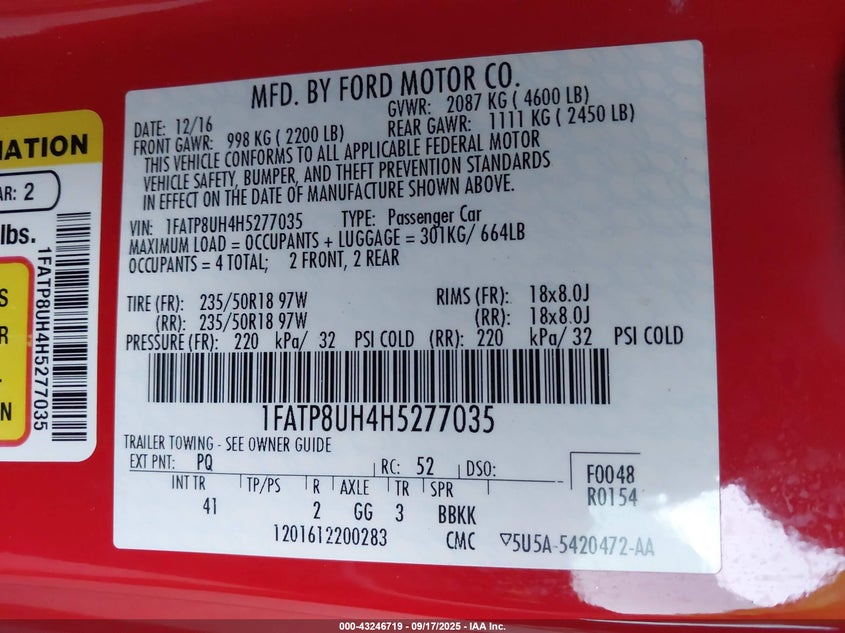 MFD. BY FORD MOTOR CO.
DATE: 12/16 GVWR: 2087 KG ( 4600 LB)
FRONT GAWR: 998 KG ( 2200 LB) REAR GAWR: 1111 KG ( 2450 LB)
THIS VEHICLE CONFORMS TO ALL APPLICABLE FEDERAL MOTOR
VEHICLE SAFETY, BUMPER, AND THEFT PREVENTION STANDARDS
IN EFFECT ON THE DATE OF MANUFACTURE SHOWN ABOVE.
VIN: 1FATP8UH4H5277035 TYPE: Passenger Car
MAXIMUM LOAD = OCCUPANTS + LUGGAGE = 301KG/ 664LB
OCCUPANTS = 4 TOTAL; 2 FRONT, 2 REAR
TIRE (FR): 235/50R18 97W RIMS (FR): 18x8.0J
(RR): 235/50R18 97W (RR): 18x8.0J
PRESSURE (FR): 220 kPa/ 32 PSI COLD (RR): 220 kPa/ 32 PSI COLD
1FATP8UH4H5277035
TRAILER TOWING - SEE OWNER GUIDE
EXT PNT: PQ RC: 52 DSO: F0048
INT TR TP/PS R AXLE TR SPR R0154
41 2 GG 3 BBKK
1201612200283 CMC ▽5U5A-5420472-AA
AR: 2
lbs.
1FATP8UH4H5277035
000-43246719 - 09/17/2025 - IAA Inc.